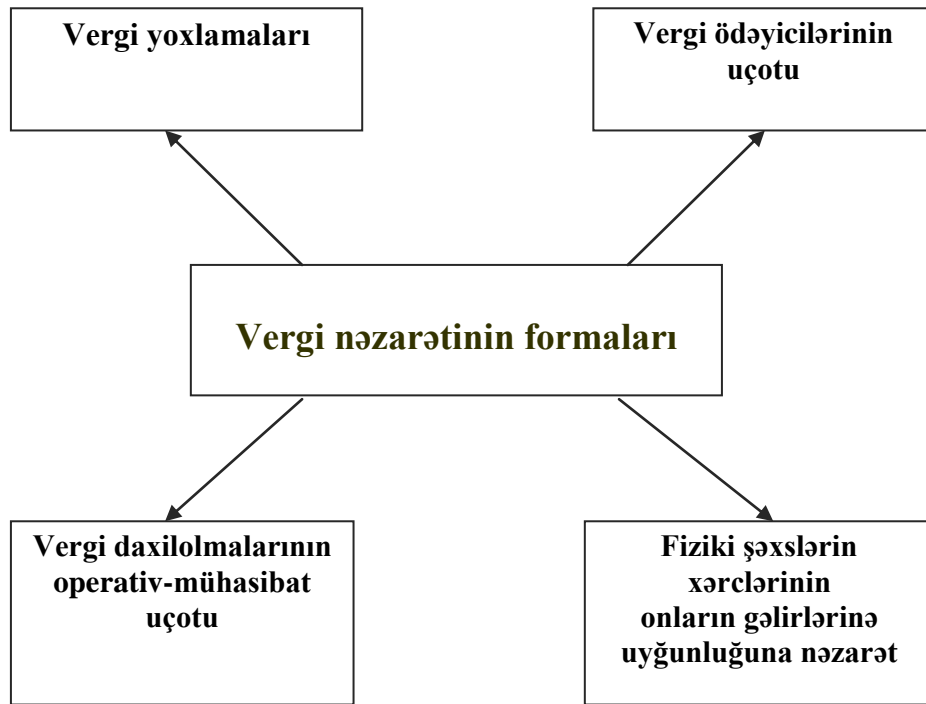 Vergi yoxlamaları
Vergi ödəyicilərinin
uçotu
Vergi nəzarətinin formaları
Vergi daxilolmalarının
operativ-mühasibat
uçotu
Fiziki şəxslərin
xərclərinin
onların gəlirlərinə
uyğunluğuna nəzarət